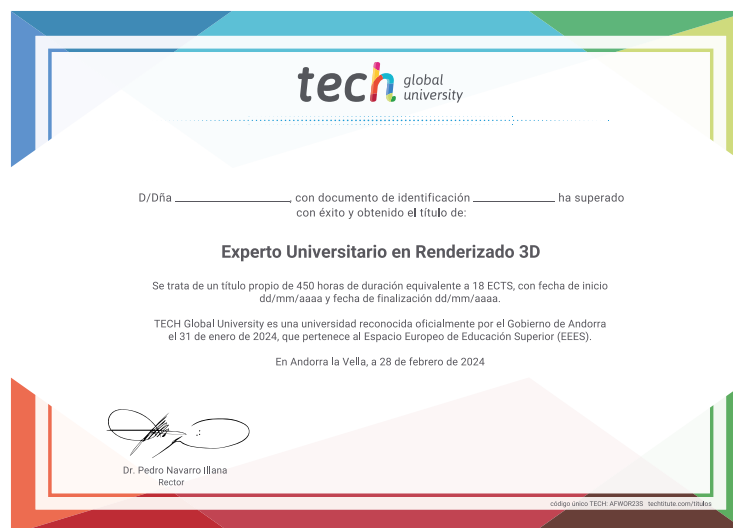 tech global university
D/Dña ____________________, con documento de identificación ______________ ha superado
con éxito y obtenido el título de:
Experto Universitario en Renderizado 3D
Se trata de un título propio de 450 horas de duración equivalente a 18 ECTS, con fecha de inicio
dd/mm/aaaa y fecha de finalización dd/mm/aaaa.
TECH Global University es una universidad reconocida oficialmente por el Gobierno de Andorra
el 31 de enero de 2024, que pertenece al Espacio Europeo de Educación Superior (EEES).
En Andorra la Vella, a 28 de febrero de 2024
Dr. Pedro Navarro Illana
Rector
código único TECH: AFWOR23S techtitute.com/titulos